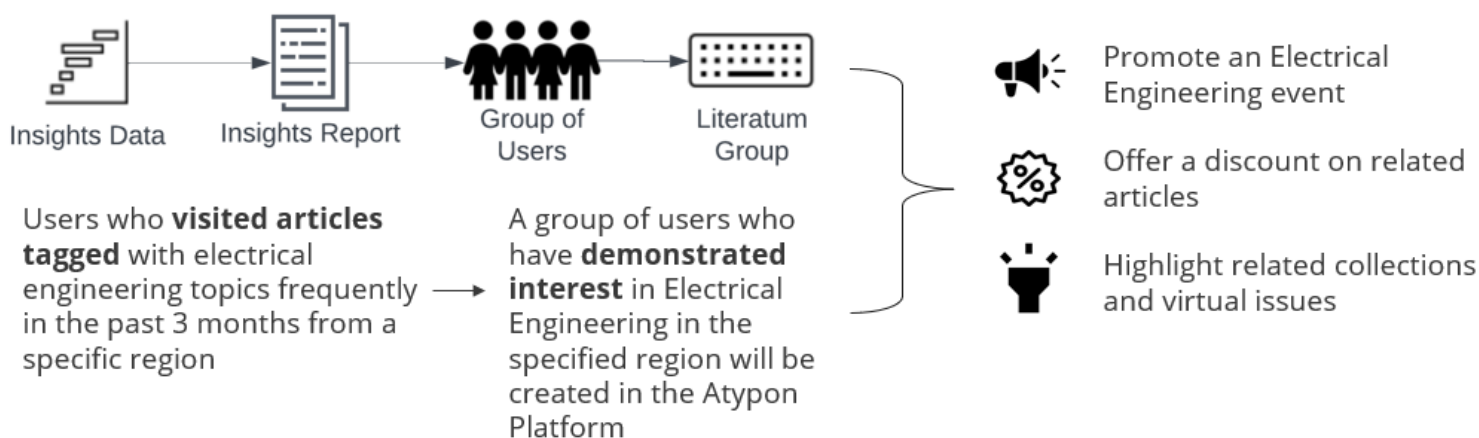 Insights Data
Insights Report
Group of
Users
Literatum
Group
Users who visited articles
tagged with electrical
engineering topics frequently
in the past 3 months from a
specific region
A group of users who
have demonstrated
interest in Electrical
Engineering in the
specified region will be
created in the Atypon
Platform
Promote an Electrical
Engineering event
%
Offer a discount on related
articles
Highlight related collections
and virtual issues